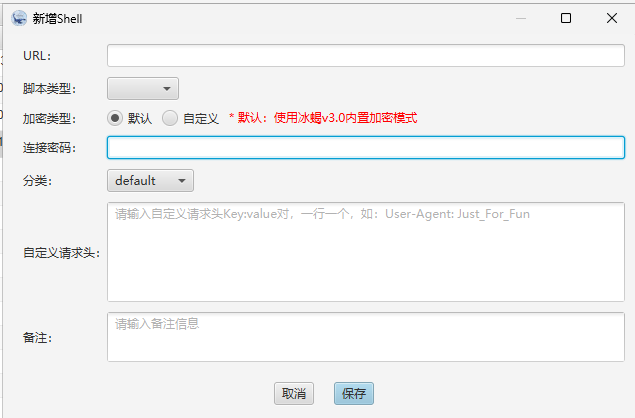 新增Shell
URL:
脚本类型:
加密类型: 默认 自定义 * 默认：使用冰蝎v3.0内置加密模式
连接密码:
分类: default
自定义请求头: 请输入自定义请求头Key:value对，一行一个，如：User-Agent: Just_For_Fun
备注: 请输入备注信息
取消 保存